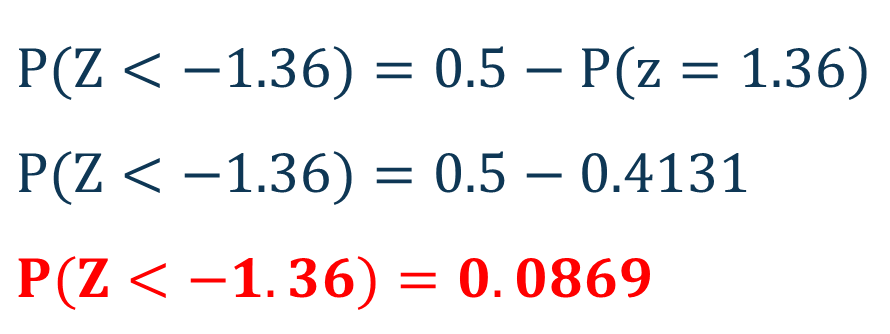 P(Z < −1.36) = 0.5 − P(z = 1.36)
P(Z < −1.36) = 0.5 − 0.4131
P(Z < −1.36) = 0.0869